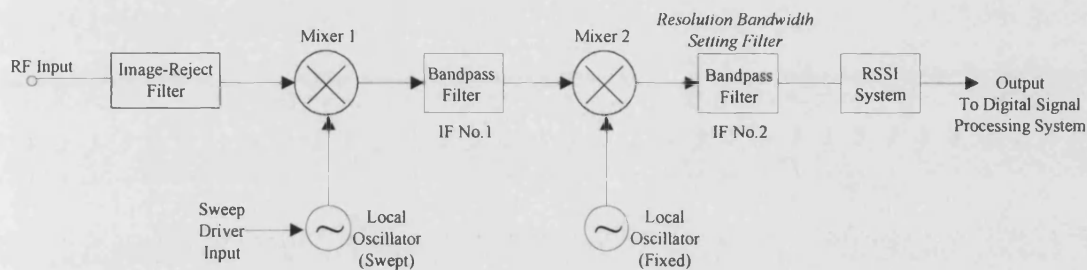 RF Input
Image-Reject
Filter
Mixer 1
Bandpass
Filter
IF No.1
Mixer 2
Resolution Bandwidth
Setting Filter
Bandpass
Filter
IF No.2
RSSI
System
Output
To Digital Signal
Processing System
Sweep
Driver
Input
Local
Oscillator
(Swept)
Local
Oscillator
(Fixed)